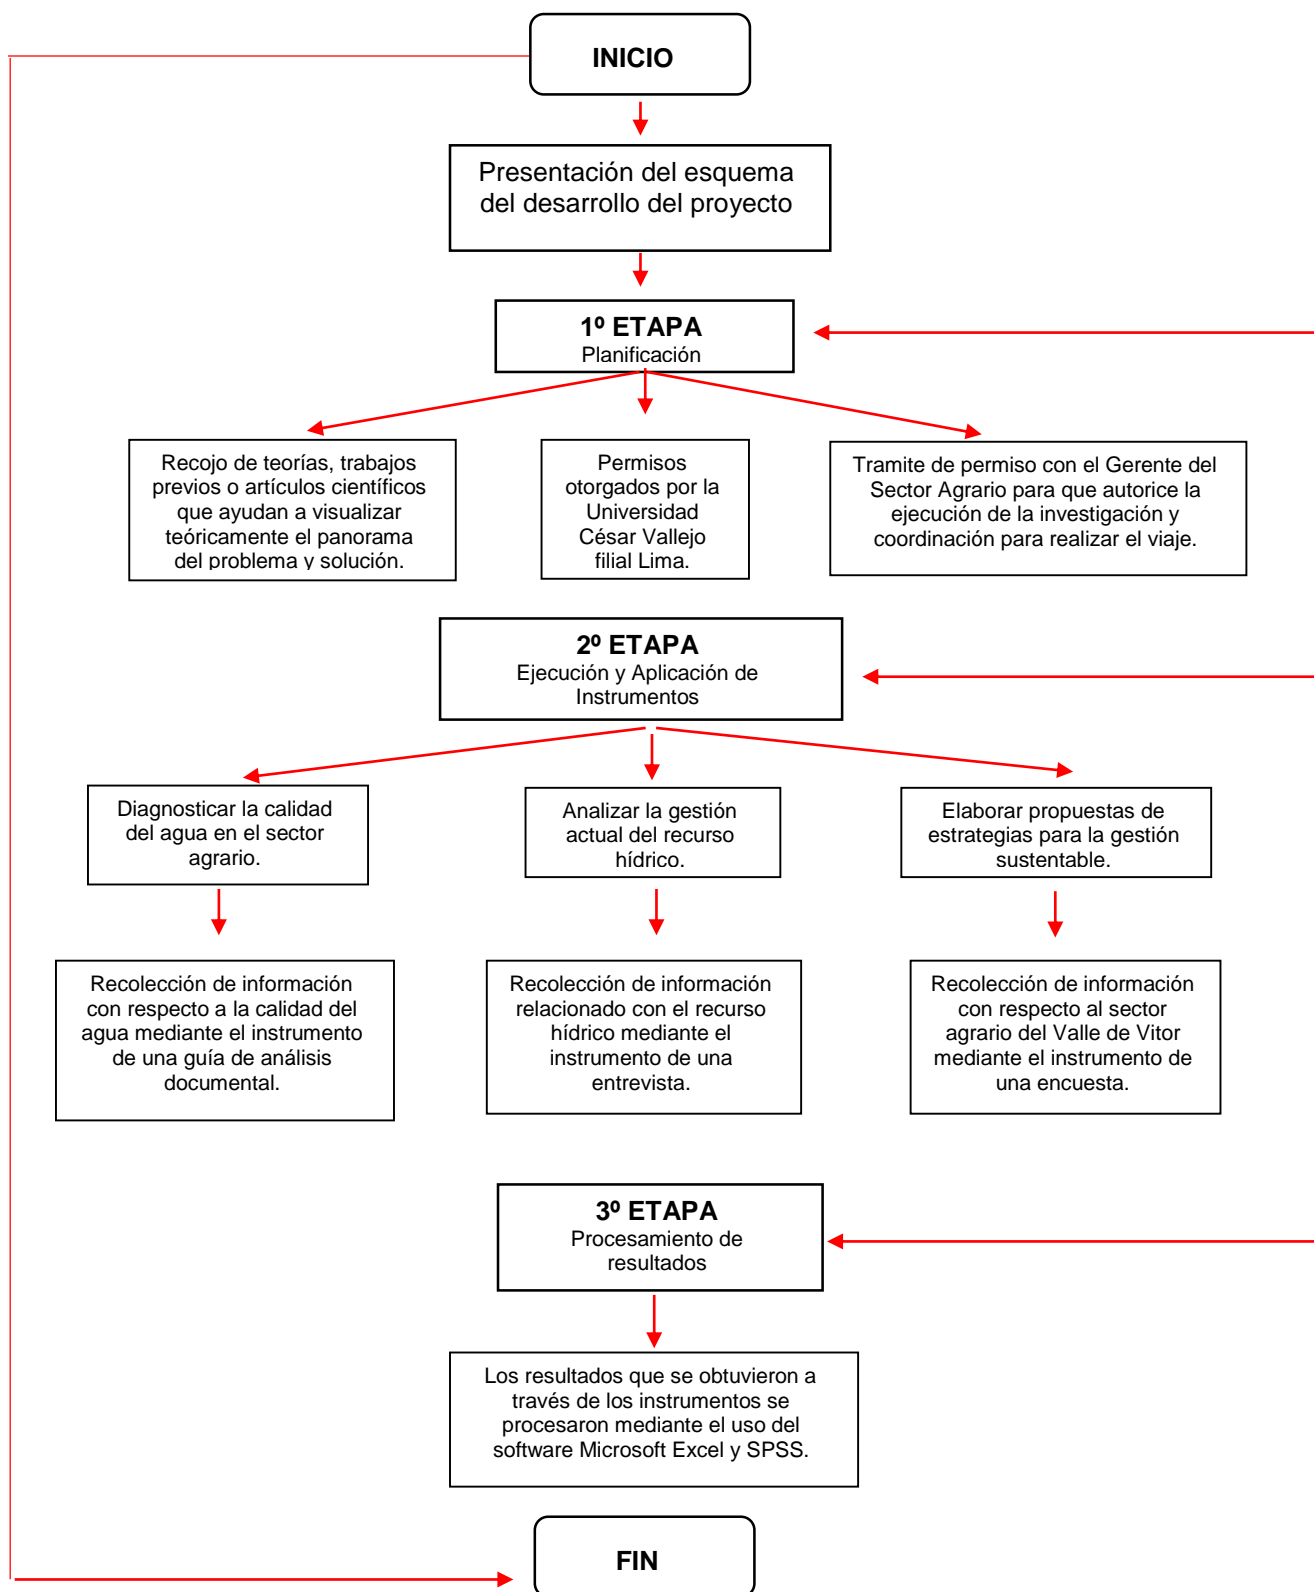 INICIO
Presentación del esquema
del desarrollo del proyecto
1º ETAPA
Planificación
Recojo de teorías, trabajos
previos o artículos científicos
que ayudan a visualizar
teóricamente el panorama
del problema y solución.
Permisos
otorgados por la
Universidad
César Vallejo
filial Lima.
Tramite de permiso con el Gerente del
Sector Agrario para que autorice la
ejecución de la investigación y
coordinación para realizar el viaje.
2º ETAPA
Ejecución y Aplicación de
Instrumentos
Diagnosticar la calidad
del agua en el sector
agrario.
Analizar la gestión
actual del recurso
hídrico.
Elaborar propuestas de
estrategias para la gestión
sustentable.
Recolección de información
con respecto a la calidad del
agua mediante el instrumento
de una guía de análisis
documental.
Recolección de información
relacionado con el recurso
hídrico mediante el
instrumento de una
entrevista.
Recolección de información
con respecto al sector
agrario del Valle de Vitor
mediante el instrumento de
una encuesta.
3º ETAPA
Procesamiento de
resultados
Los resultados que se obtuvieron a
través de los instrumentos se
procesaron mediante el uso del
software Microsoft Excel y SPSS.
FIN